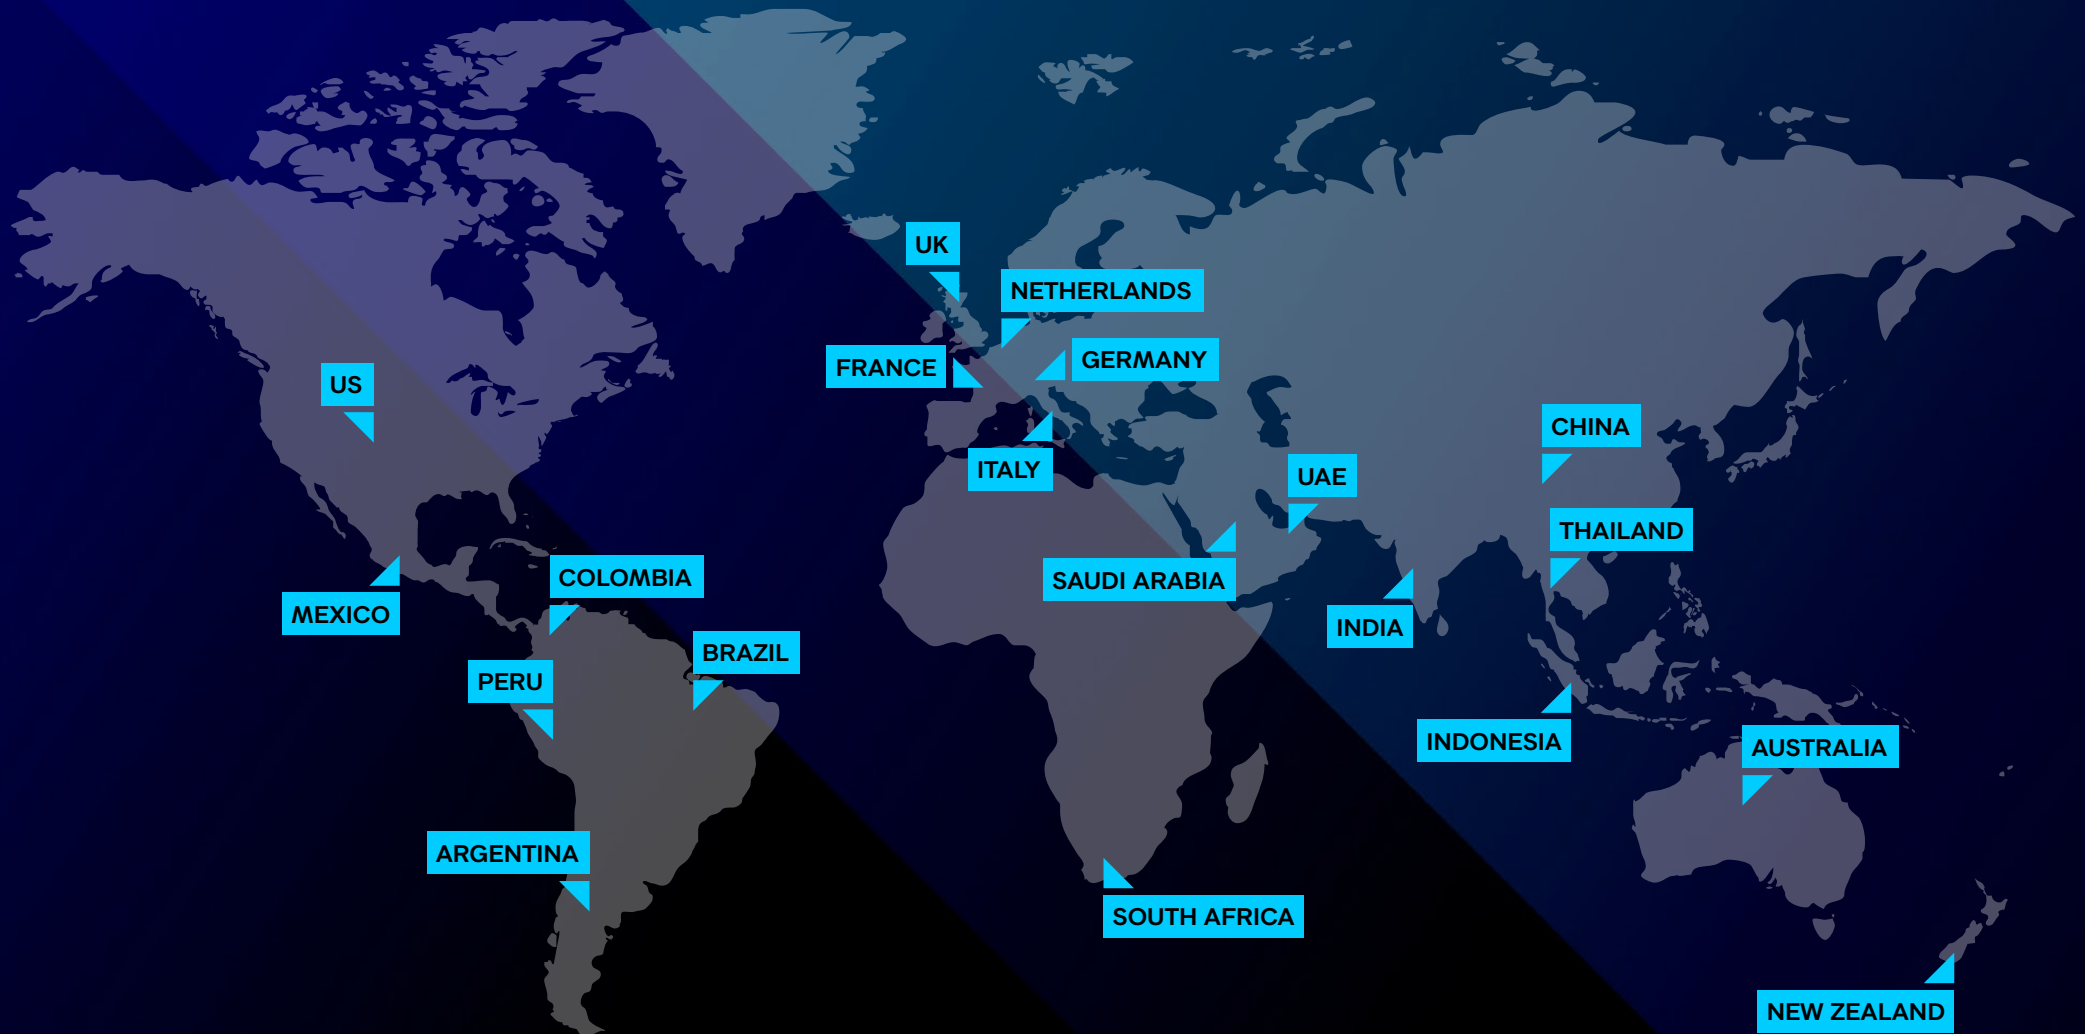 UK
NETHERLANDS
FRANCE
GERMANY
US
CHINA
ITALY
UAE
THAILAND
COLOMBIA
SAUDI ARABIA
MEXICO
INDIA
BRAZIL
PERU
INDONESIA
AUSTRALIA
ARGENTINA
SOUTH AFRICA
NEW ZEALAND